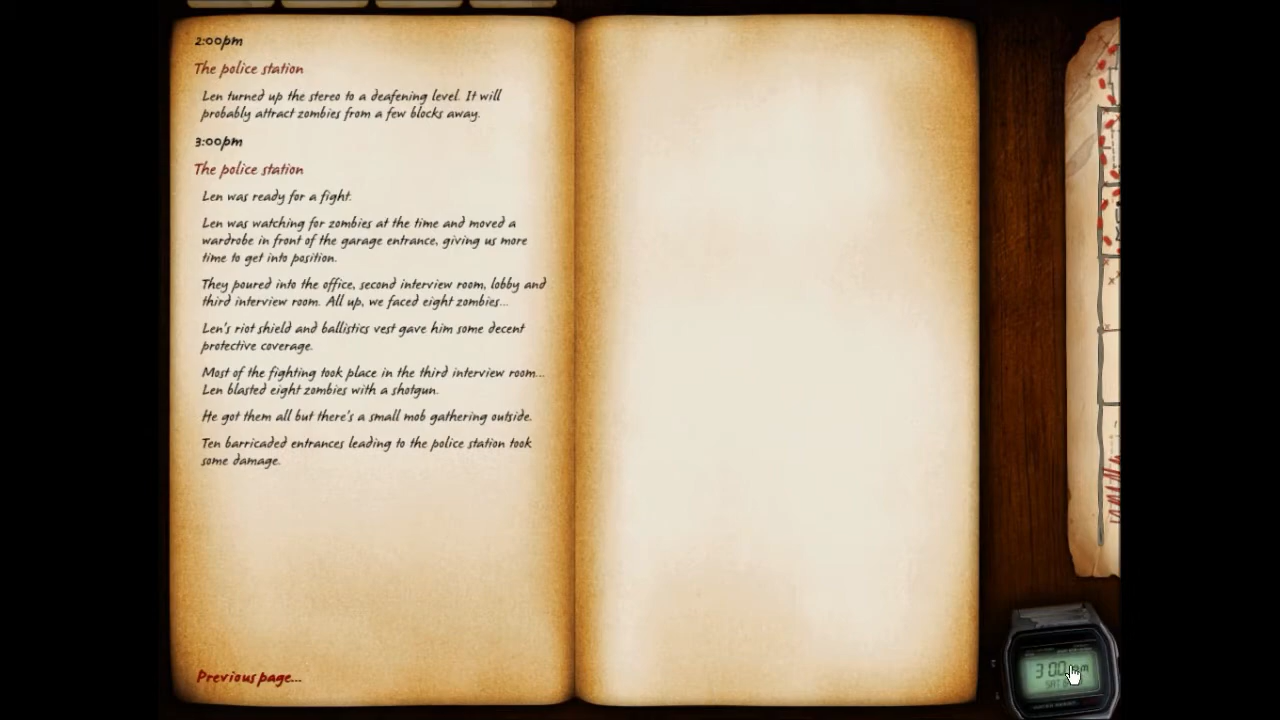 2:00pm
The police station
Len turned up the stereo to a deafening level. It will
probably attract zombies from a few blocks away.
3:00pm
The police station
Len was ready for a fight.
Len was watching for zombies at the time and moved a
wardrobe in front of the garage entrance, giving us more
time to get into position.
They poured into the office, second interview room, lobby and
third interview room. All up, we faced eight zombies...
Len's riot shield and ballistics vest gave him some decent
protective coverage.
Most of the fighting took place in the third interview room...
Len blasted eight zombies with a shotgun.
He got them all but there's a small mob gathering outside.
Ten barricaded entrances leading to the police station took
some damage.
Previous page...